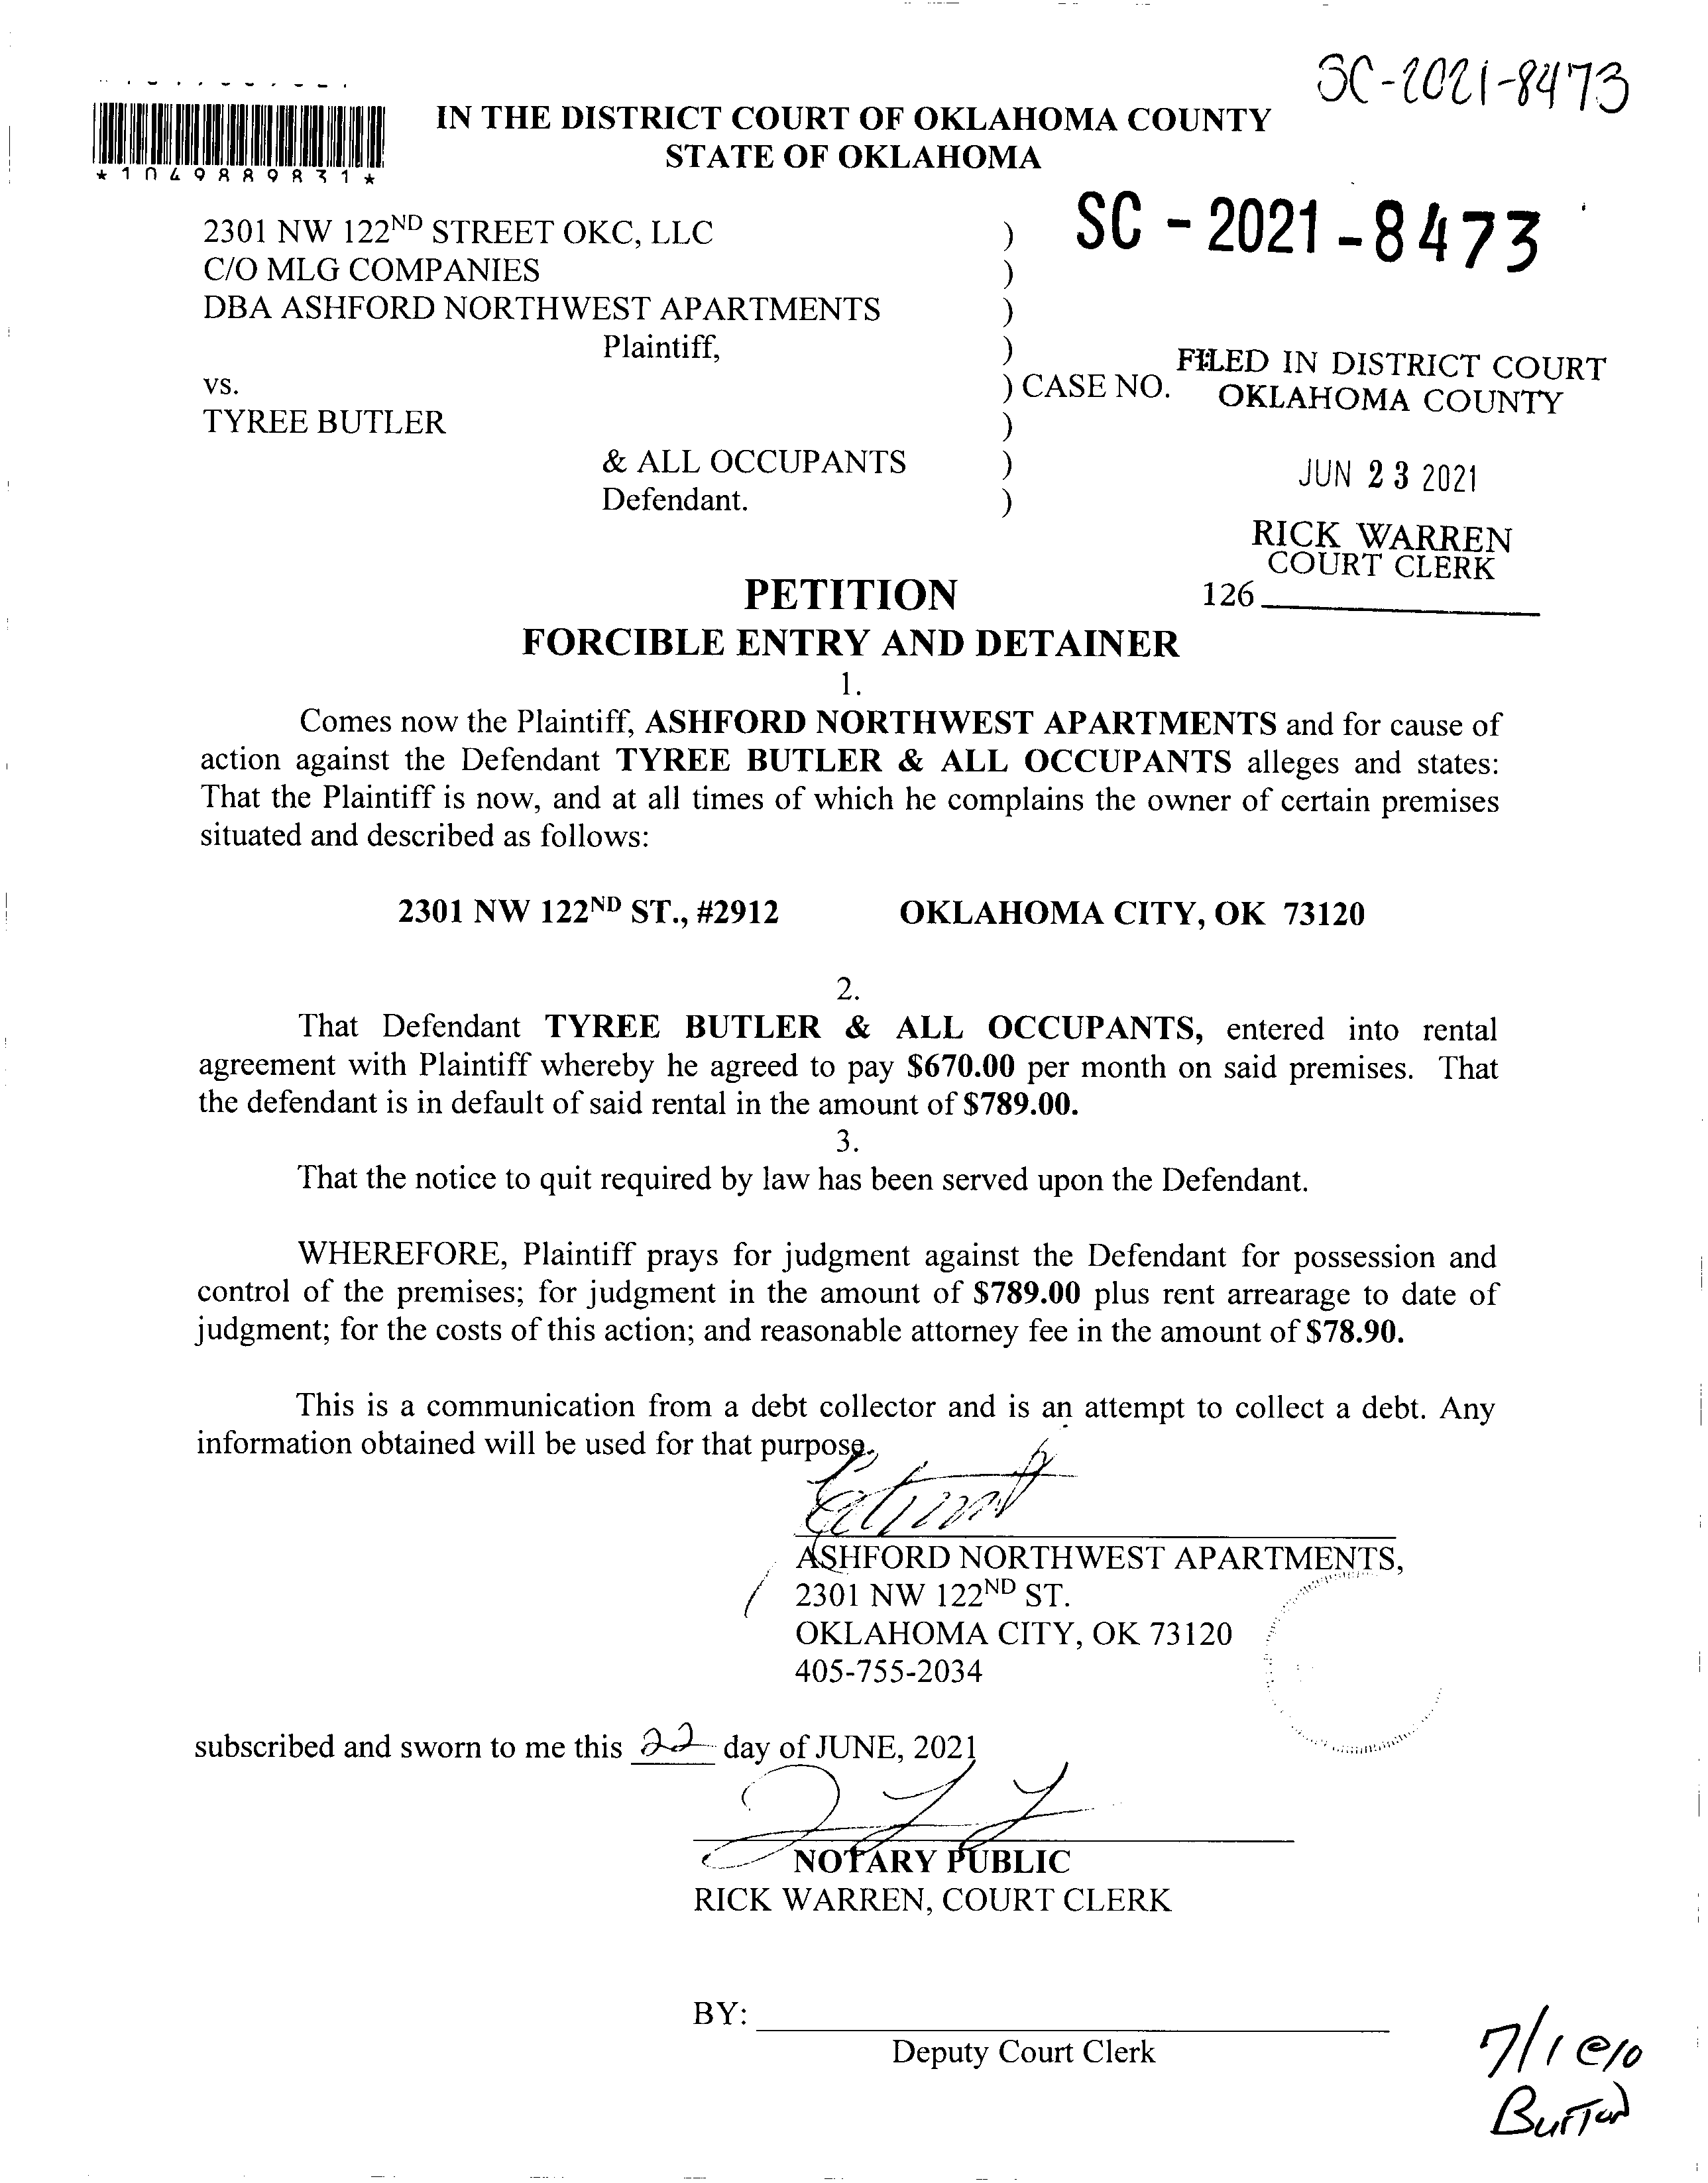 SC-2021-8473
*1049889831*
IN THE DISTRICT COURT OF OKLAHOMA COUNTY
STATE OF OKLAHOMA
SC - 2021 - 8473
2301 NW 122ND STREET OKC, LLC )
C/O MLG COMPANIES )
DBA ASHFORD NORTHWEST APARTMENTS )
Plaintiff, )
vs. ) CASE NO.
TYREE BUTLER )
& ALL OCCUPANTS )
Defendant. )
FILED IN DISTRICT COURT
OKLAHOMA COUNTY
JUN 23 2021
RICK WARREN
COURT CLERK
126
PETITION
FORCIBLE ENTRY AND DETAINER
1.
Comes now the Plaintiff, ASHFORD NORTHWEST APARTMENTS and for cause of
action against the Defendant TYREE BUTLER & ALL OCCUPANTS alleges and states:
That the Plaintiff is now, and at all times of which he complains the owner of certain premises
situated and described as follows:
2301 NW 122ND ST., #2912 OKLAHOMA CITY, OK 73120
2.
That Defendant TYREE BUTLER & ALL OCCUPANTS, entered into rental
agreement with Plaintiff whereby he agreed to pay $670.00 per month on said premises. That
the defendant is in default of said rental in the amount of $789.00.
3.
That the notice to quit required by law has been served upon the Defendant.
WHEREFORE, Plaintiff prays for judgment against the Defendant for possession and
control of the premises; for judgment in the amount of $789.00 plus rent arrearage to date of
judgment; for the costs of this action; and reasonable attorney fee in the amount of $78.90.
This is a communication from a debt collector and is an attempt to collect a debt. Any
information obtained will be used for that purpose.
ASHFORD NORTHWEST APARTMENTS,
2301 NW 122ND ST.
OKLAHOMA CITY, OK 73120
405-755-2034
subscribed and sworn to me this 22 day of JUNE, 2021
NOTARY PUBLIC
RICK WARREN, COURT CLERK
BY:
Deputy Court Clerk
7/1 @10
Burton